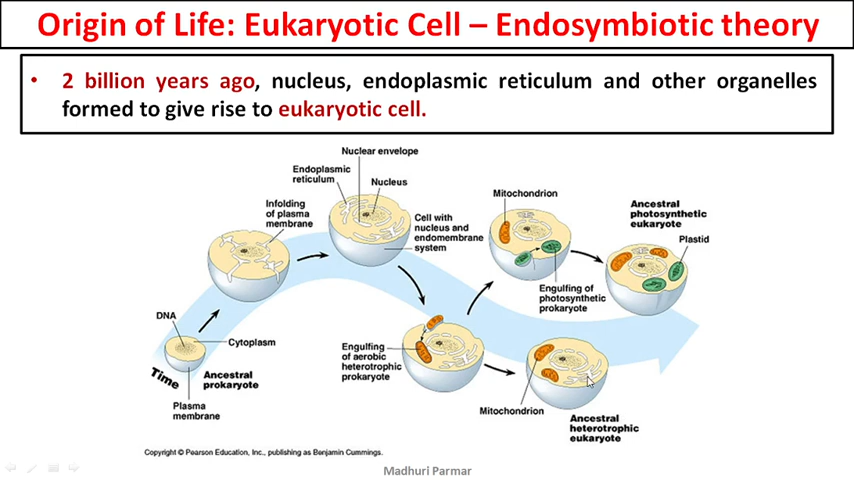 Origin of Life: Eukaryotic Cell – Endosymbiotic theory
• 2 billion years ago, nucleus, endoplasmic reticulum and other organelles
formed to give rise to eukaryotic cell.
Nuclear envelope
Endoplasmic
reticulum
Nucleus
Infolding
of plasma
membrane
Cell with
nucleus and
endomembrane
system
Mitochondrion
Ancestral
photosynthetic
eukaryote
Plastid
Engulfing of
photosynthetic
prokaryote
DNA
Cytoplasm
Time
Ancestral
prokaryote
Plasma
membrane
Engulfing
of aerobic
heterotrophic
prokaryote
Mitochondrion
Ancestral
heterotrophic
eukaryote
Copyright © Pearson Education, Inc., publishing as Benjamin Cummings.
Madhuri Parmar